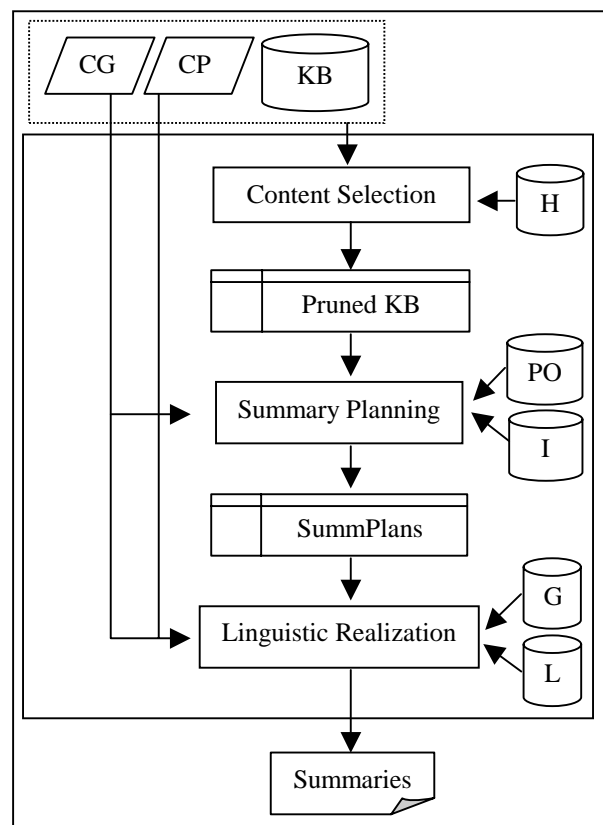 CG
CP
KB
Content Selection
H
Pruned KB
PO
Summary Planning
I
SummPlans
G
Linguistic Realization
L
Summaries